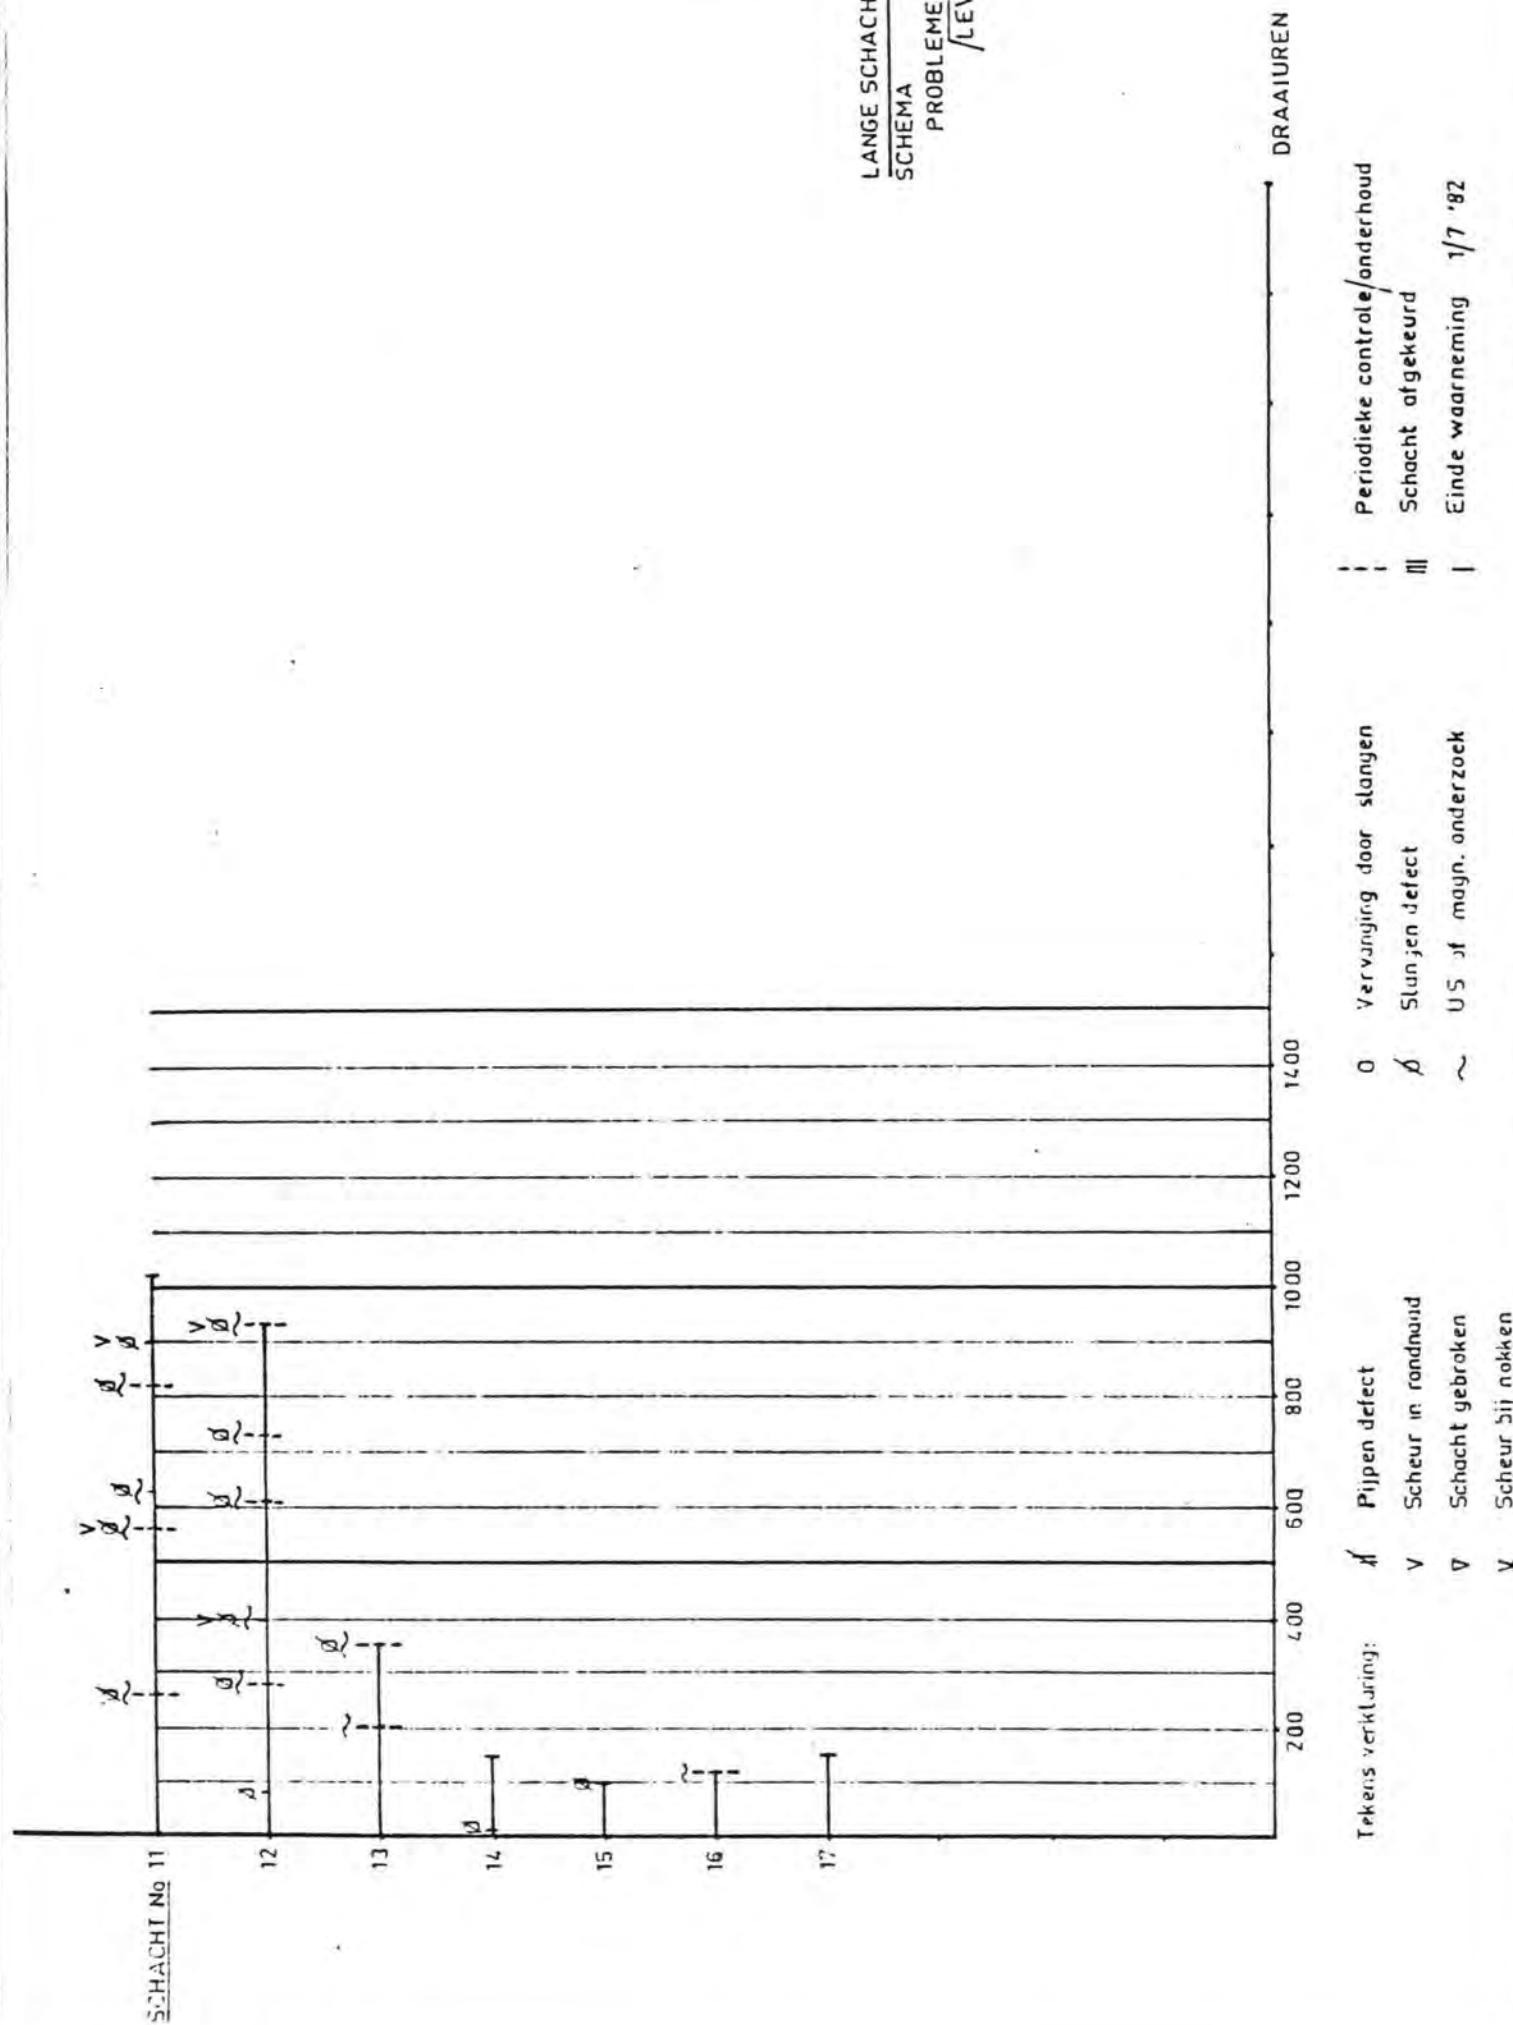 LANGE SCHACH
SCHEMA
PROBLEME
/LEV
SCHACHT No 11
12
13
14
15
16
17
200
400
600
800
1000
1200
1400
DRAAIUREN
Tekens verklaring:
Pijpen defect
V Scheur in rondnaad
∇ Schacht gebroken
Scheur bij nokken
O Vervanging door slangen
Ø Slangen defect
~ US of magn. onderzoek
Periodieke controle/onderhoud
Schacht afgekeurd
| Einde waarneming 1/7 '82